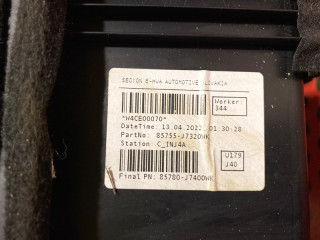 SECYON E-HWA AUTOMOTIVE SLOVAKIA
Worker:
344
*W4CE00070*
DateTime: 13.04.2022 01:30:28
PartNo: 85755-J7320WK
Station: C_INJ4A
U179
J40
Final PN: 85780-J7400WK